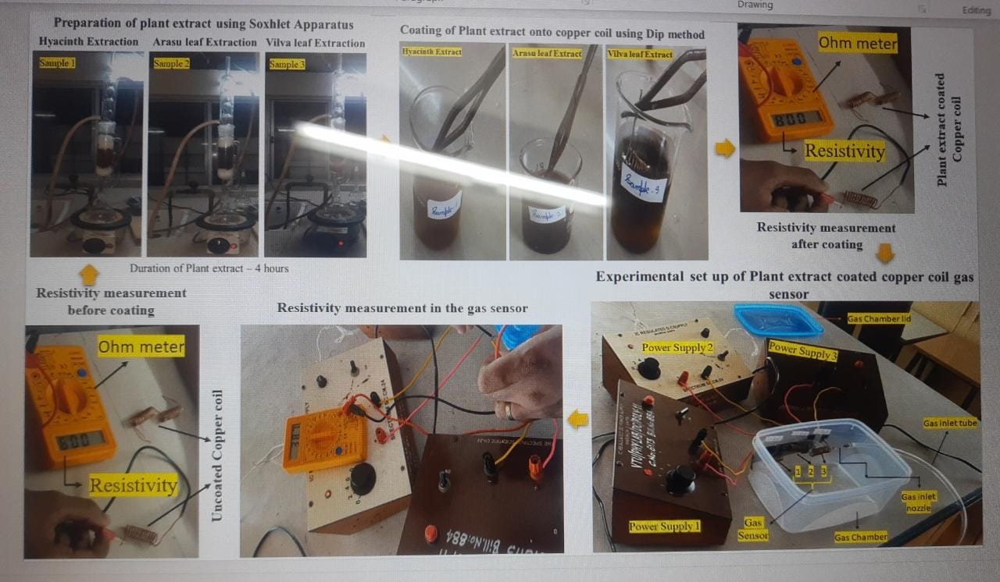 Drawing
Editing
Preparation of plant extract using Soxhlet Apparatus
Hyacinth Extraction
Arasu leaf Extraction
Vilva leaf Extraction
Sample 1
Sample 2
Sample 3
Duration of Plant extract – 4 hours
Coating of Plant extract onto copper coil using Dip method
Hyacinth Extract
Arasu leaf Extract
Vilva leaf Extract
Sample-
Sample-2
Sample-3
Ohm meter
800
Resistivity
Plant extract coated
Copper coil
Resistivity measurement
after coating
Experimental set up of Plant extract coated copper coil gas
sensor
Gas Chamber lid
Power Supply 2
Power Supply 3
Gas inlet tube
1 2 3
Gas inlet
nozzle
Gas
Sensor
Gas Chamber
Power Supply 1
Resistivity measurement in the gas sensor
Bill.No:884
Resistivity measurement
before coating
Ohm meter
600
Resistivity
Uncoated Copper coil